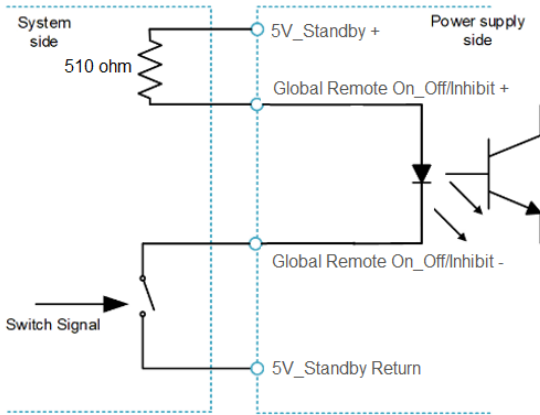 System
side
Power supply
side
5V_Standby +
510 ohm
Global Remote On_Off/Inhibit +
Global Remote On_Off/Inhibit -
Switch Signal
5V_Standby Return